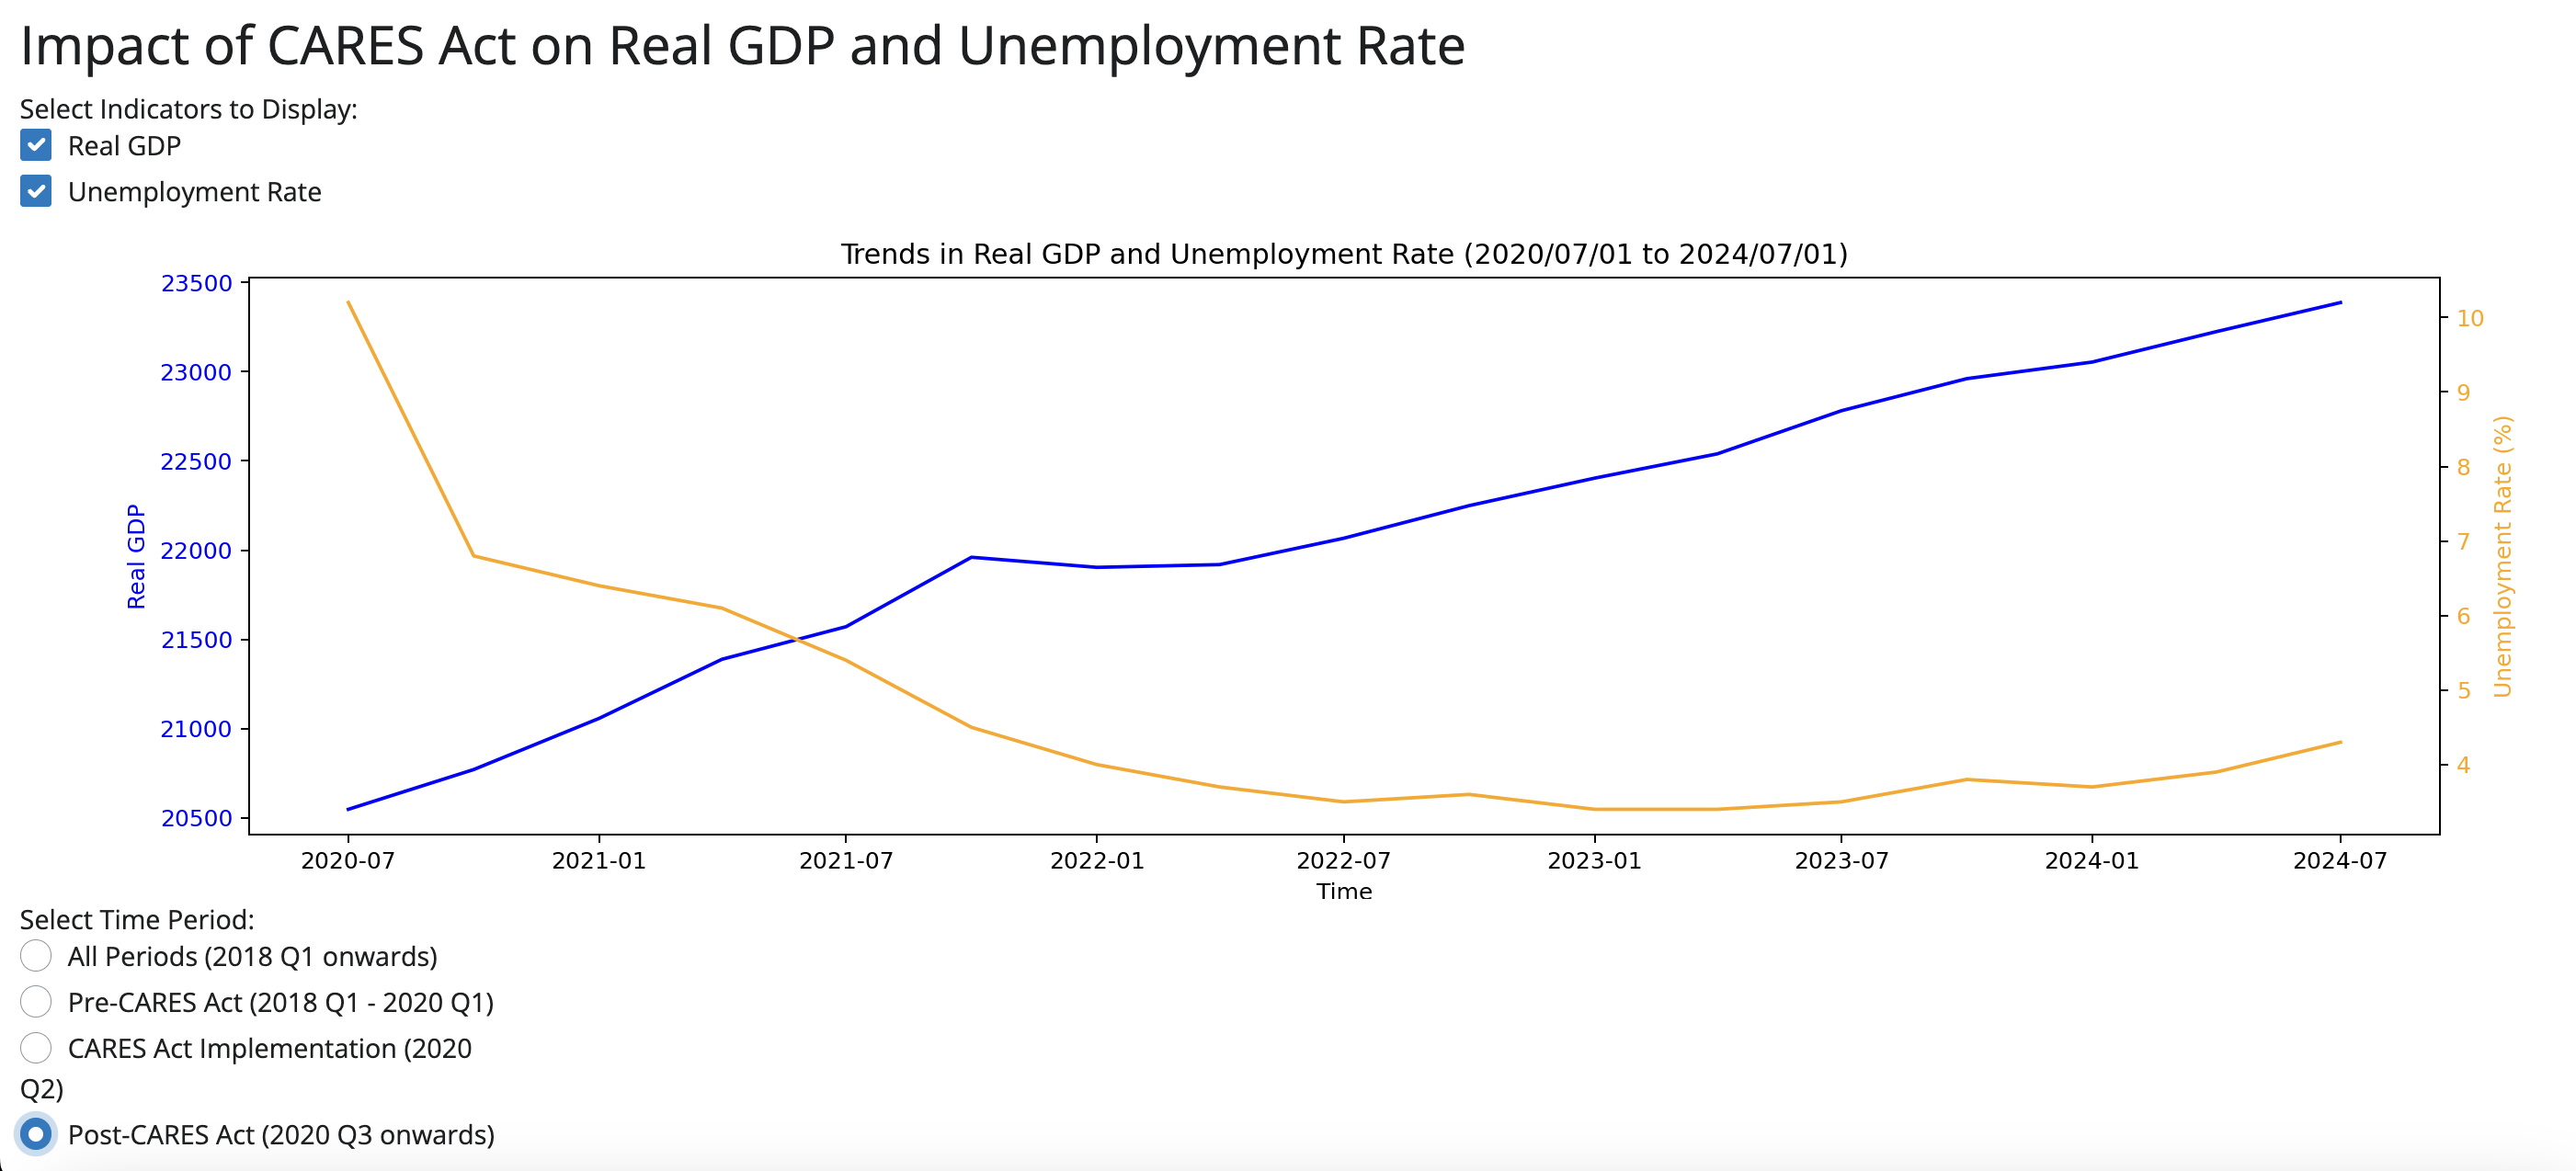 Impact of CARES Act on Real GDP and Unemployment Rate
Select Indicators to Display:
Real GDP
Unemployment Rate
Trends in Real GDP and Unemployment Rate (2020/07/01 to 2024/07/01)
23500
23000
22500
22000
21500
21000
20500
Real GDP
10
9
8
7
6
5
4
Unemployment Rate (%)
2020-07 2021-01 2021-07 2022-01 2022-07 2023-01 2023-07 2024-01 2024-07
Time
Select Time Period:
All Periods (2018 Q1 onwards)
Pre-CARES Act (2018 Q1 - 2020 Q1)
CARES Act Implementation (2020
Q2)
Post-CARES Act (2020 Q3 onwards)